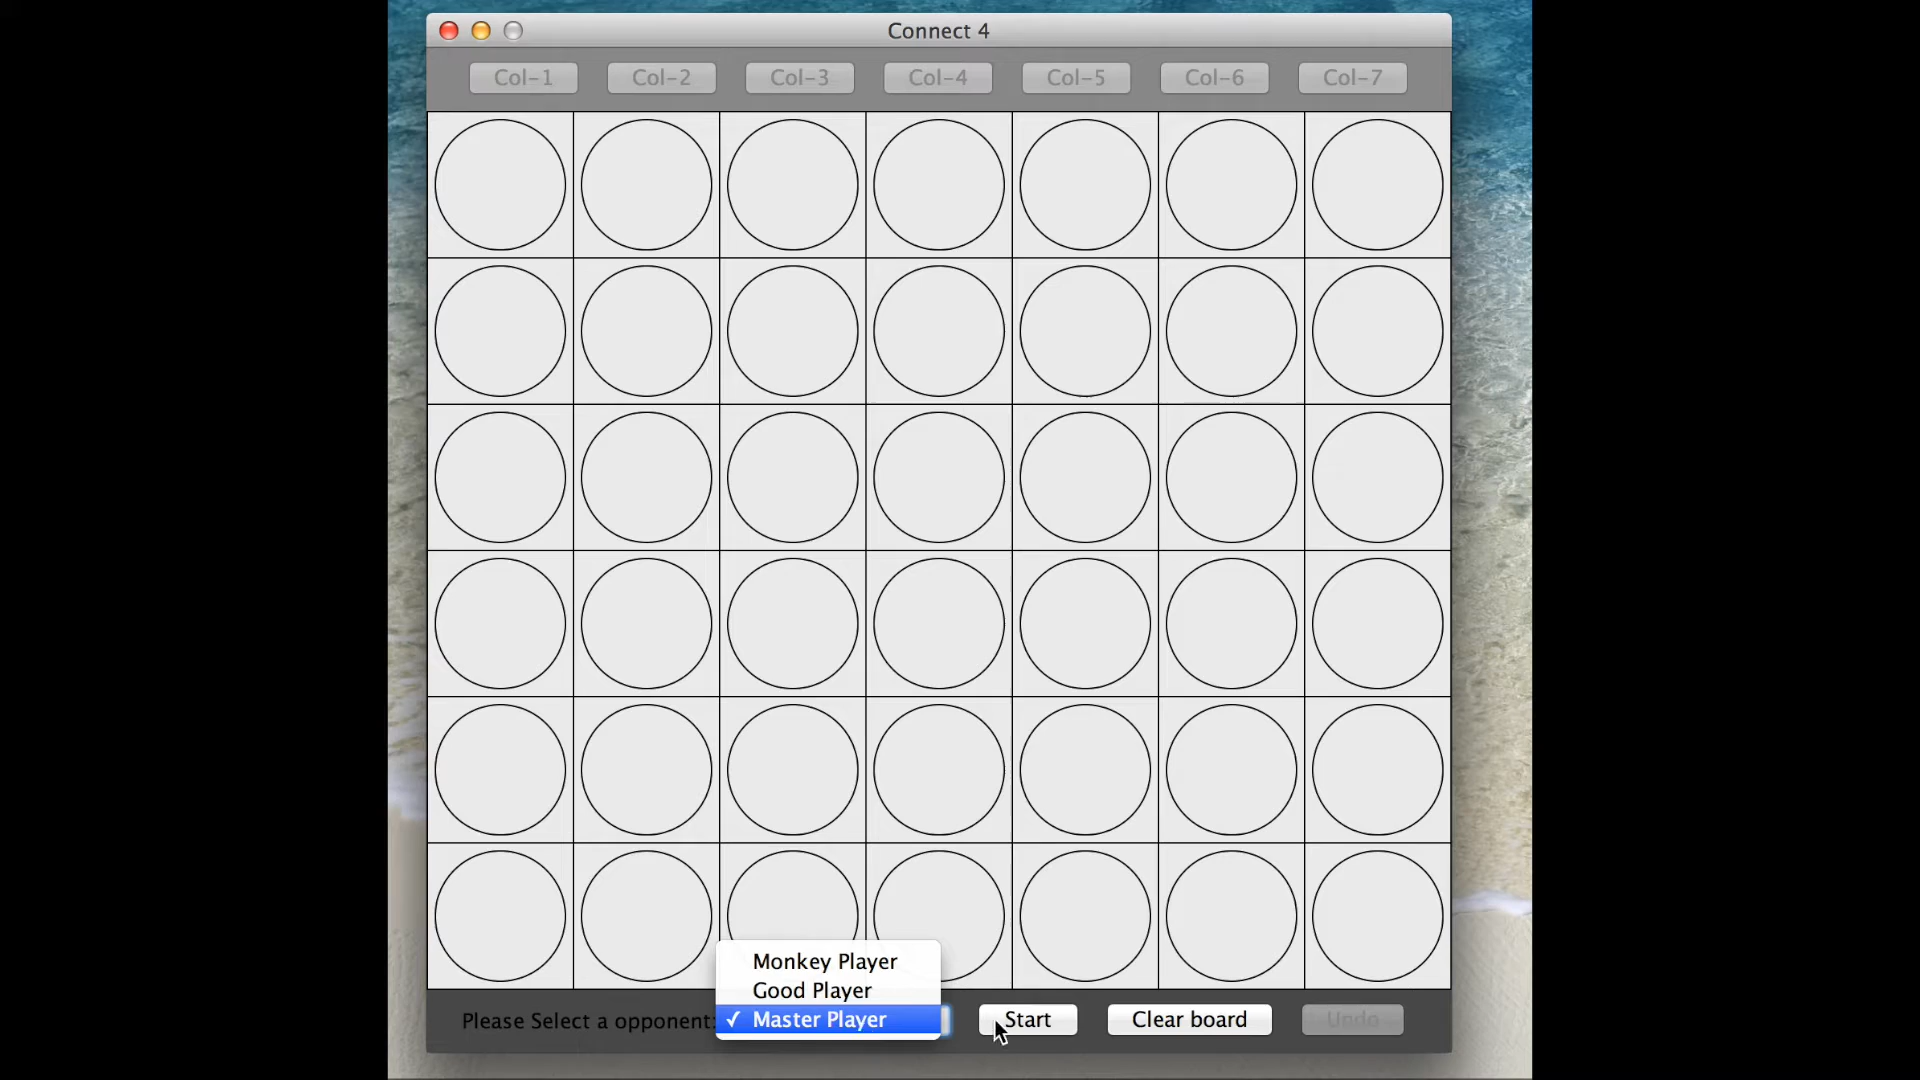 Connect 4
Col-1 Col-2 Col-3 Col-4 Col-5 Col-6 Col-7
Monkey Player
Good Player
Please Select a opponent: ✓ Master Player Start Clear board Undo